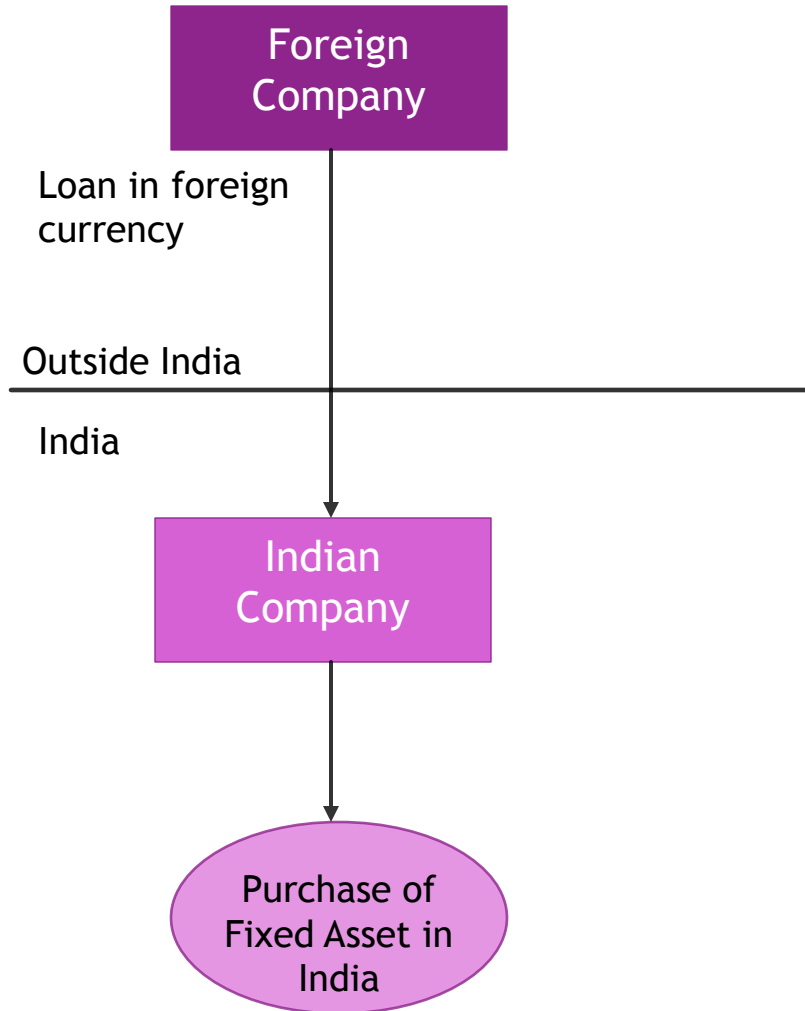 Foreign
Company
Loan in foreign
currency
Outside India
India
Indian
Company
Purchase of
Fixed Asset in
India